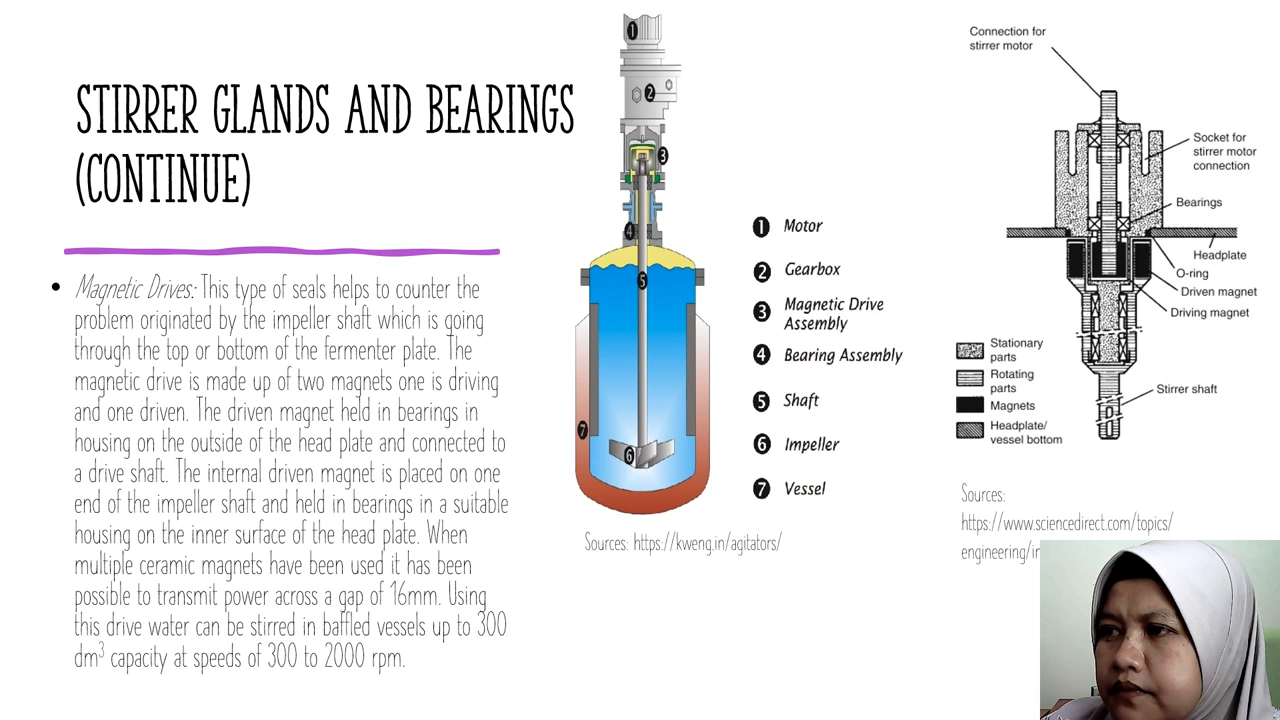 STIRRER GLANDS AND BEARINGS
(CONTINUE)
• Magnetic Drives: This type of seals helps to counter the
problem originated by the impeller shaft which is going
through the top or bottom of the fermenter plate. The
magnetic drive is made up of two magnets one is driving
and one driven. The driven magnet held in bearings in
housing on the outside of the head plate and connected to
a drive shaft. The internal driven magnet is placed on one
end of the impeller shaft and held in bearings in a suitable
housing on the inner surface of the head plate. When
multiple ceramic magnets have been used it has been
possible to transmit power across a gap of 16mm. Using
this drive water can be stirred in baffled vessels up to 300
dm³ capacity at speeds of 300 to 2000 rpm.
1
2
3
4
5
6
7
1 Motor
2 Gearbox
3 Magnetic Drive
Assembly
4 Bearing Assembly
5 Shaft
6 Impeller
7 Vessel
Sources: https://kweng.in/agitators/
Connection for
stirrer motor
Socket for
stirrer motor
connection
Bearings
Headplate
O-ring
Driven magnet
Driving magnet
Stirrer shaft
Stationary
parts
Rotating
parts
Magnets
Headplate/
vessel bottom
Sources:
https://www.sciencedirect.com/topics/
engineering/